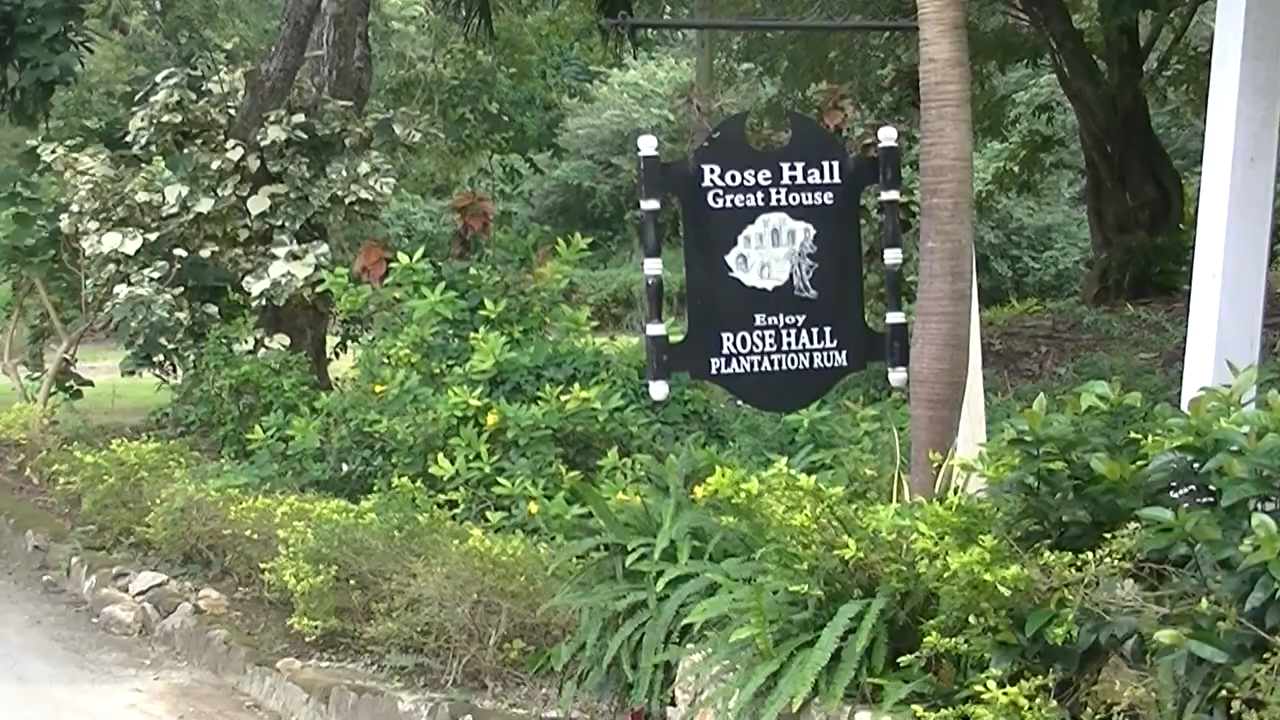 Rose Hall
Great House
Enjoy
ROSE HALL
PLANTATION RUM